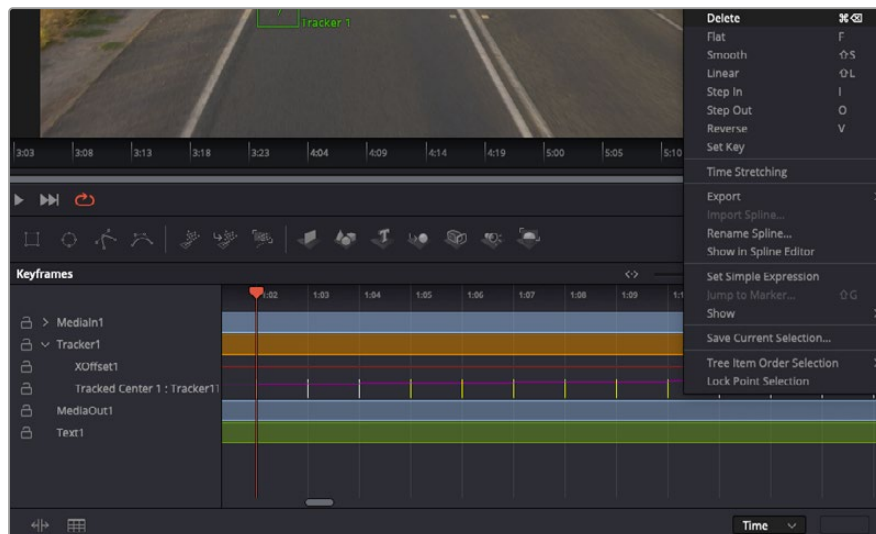 Tracker 1
Delete ⌘⌫
Flat F
Smooth ⇧S
Linear ⇧L
Step In I
Step Out O
Reverse V
Set Key
Time Stretching
Export
Import Spline...
Rename Spline...
Show in Spline Editor
Set Simple Expression
Jump to Marker... ⇧G
Show
Save Current Selection...
Tree Item Order Selection
Lock Point Selection
3:03 3:08 3:13 3:18 3:23 4:04 4:09 4:14 4:19 5:00 5:05 5:10
Keyframes
1:02 1:03 1:04 1:05 1:06 1:07 1:08 1:09
MediaIn1
Tracker1
XOffset1
Tracked Center 1 : Tracker1
MediaOut1
Text1
Time